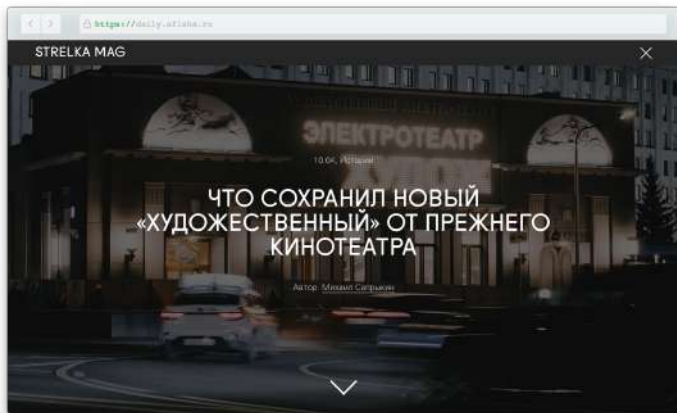 https://daily.afisha.ru
STRELKA MAG
ЭЛЕКТРОТЕАТР
10.04, Истории
ЧТО СОХРАНИЛ НОВЫЙ
«ХУДОЖЕСТВЕННЫЙ» ОТ ПРЕЖНЕГО
КИНОТЕАТРА
Автор: Михаил Сапрыкин